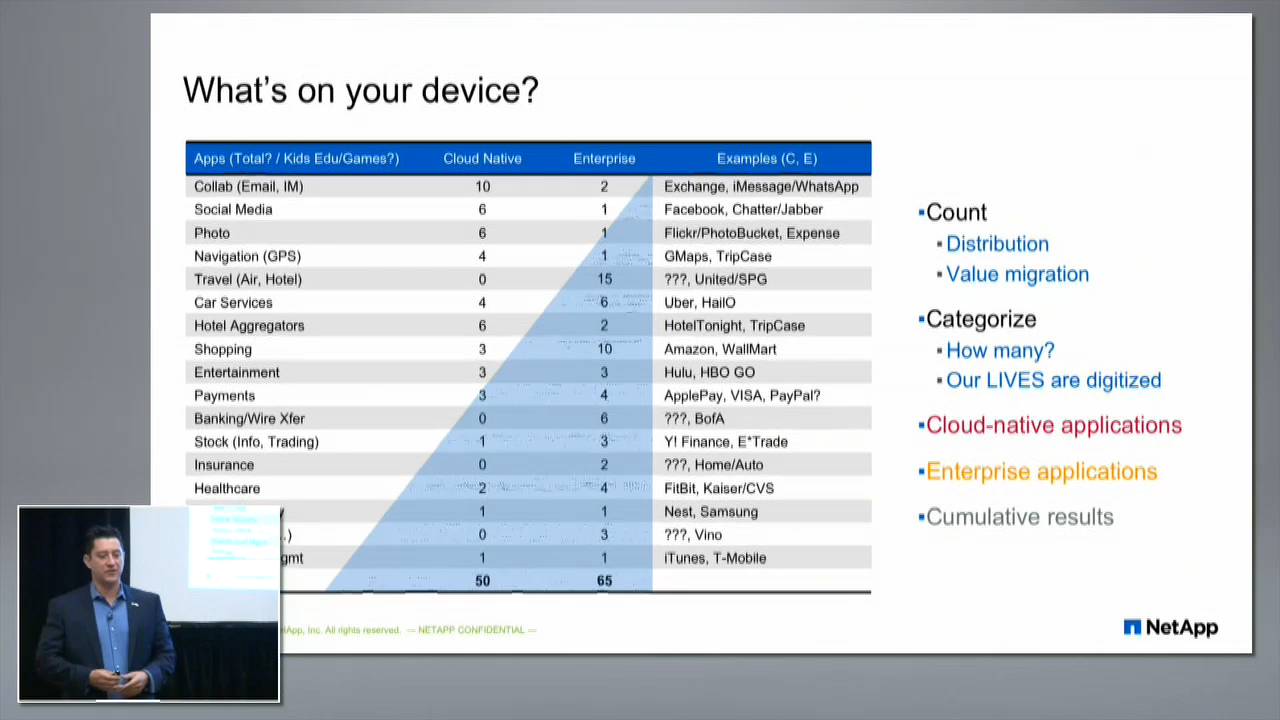 What's on your device?
Apps (Total? / Kids Edu/Games?) Cloud Native Enterprise Examples (C, E)
Collab (Email, IM) 10 2 Exchange, iMessage/WhatsApp
Social Media 6 1 Facebook, Chatter/Jabber
Photo 6 1 Flickr/PhotoBucket, Expense
Navigation (GPS) 4 1 GMaps, TripCase
Travel (Air, Hotel) 0 15 ???, United/SPG
Car Services 4 6 Uber, HailO
Hotel Aggregators 6 2 HotelTonight, TripCase
Shopping 3 10 Amazon, WallMart
Entertainment 3 3 Hulu, HBO GO
Payments 3 4 ApplePay, VISA, PayPal?
Banking/Wire Xfer 0 6 ???, BofA
Stock (Info, Trading) 1 3 Y! Finance, E*Trade
Insurance 0 2 ???, Home/Auto
Healthcare 2 4 FitBit, Kaiser/CVS
1 1 Nest, Samsung
.) 0 3 ???, Vino
gmt 1 1 iTunes, T-Mobile
50 65
▪Count
▪Distribution
▪Value migration
▪Categorize
▪How many?
▪Our LIVES are digitized
▪Cloud-native applications
▪Enterprise applications
▪Cumulative results
Inc. All rights reserved. — NETAPP CONFIDENTIAL —
NetApp